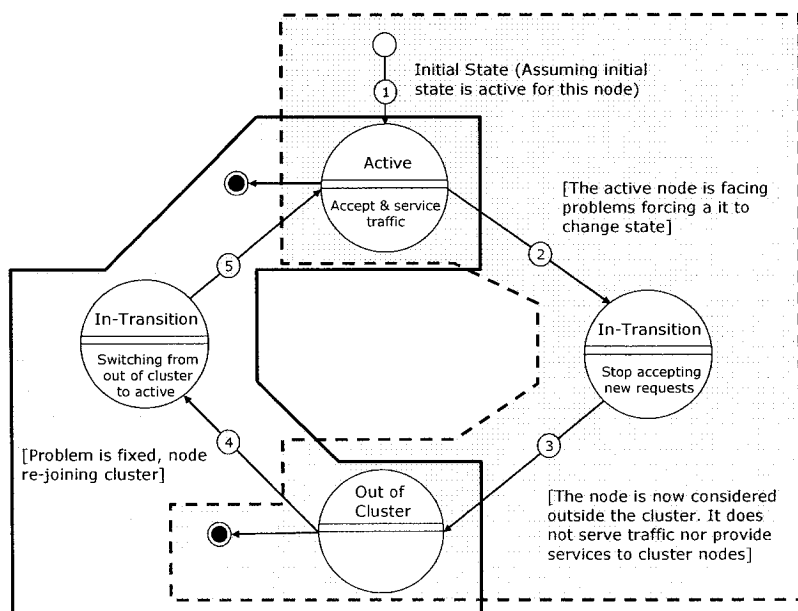 Initial State (Assuming initial
state is active for this node)
1
Active
Accept & service
traffic
[The active node is facing
problems forcing a it to
change state]
2
5
In-Transition
Switching from
out of cluster
to active
In-Transition
Stop accepting
new requests
4
3
[Problem is fixed, node
re-joining cluster]
Out of
Cluster
[The node is now considered
outside the cluster. It does
not serve traffic nor provide
services to cluster nodes]